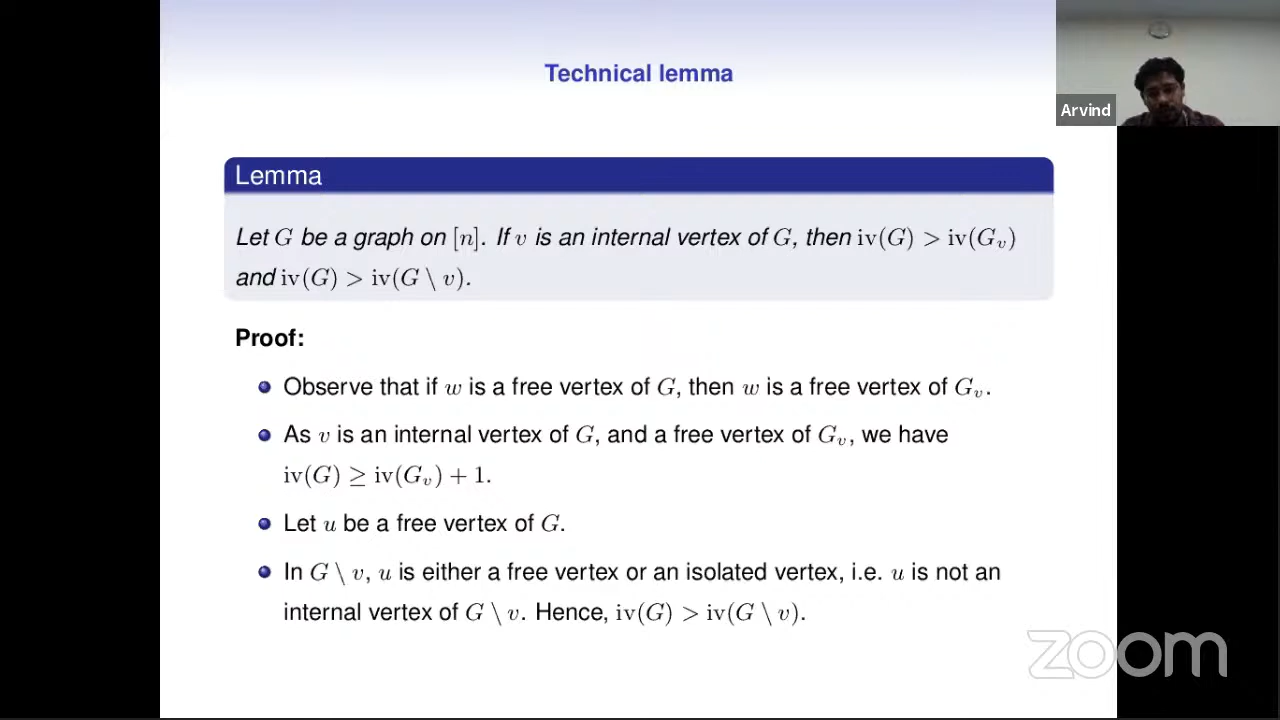 Technical lemma
Arvind
Lemma
Let G be a graph on [n]. If v is an internal vertex of G, then iv(G) > iv(G_v)
and iv(G) > iv(G \ v).
Proof:
Observe that if w is a free vertex of G, then w is a free vertex of G_v.
As v is an internal vertex of G, and a free vertex of G_v, we have
iv(G) ≥ iv(G_v) + 1.
Let u be a free vertex of G.
In G \ v, u is either a free vertex or an isolated vertex, i.e. u is not an
internal vertex of G \ v. Hence, iv(G) > iv(G \ v).
zoom